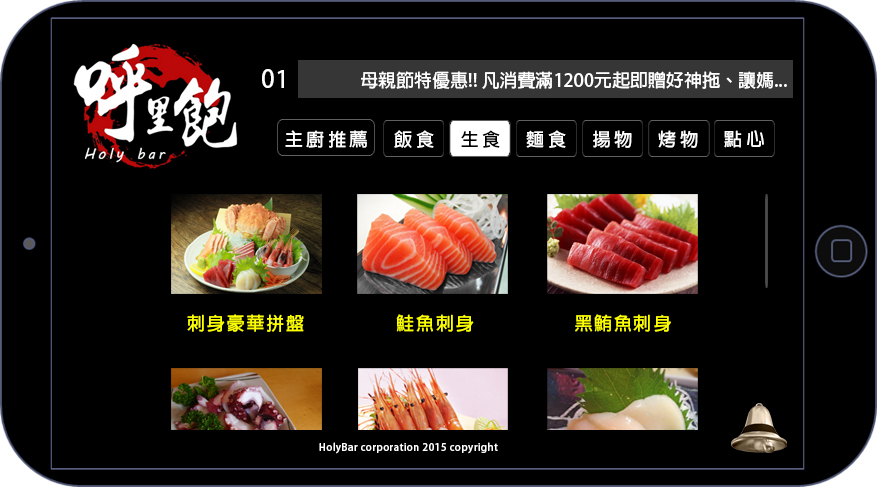 呼里飽
Holy bar
01
母親節特優惠!! 凡消費滿1200元起即贈好神拖、讓媽...
主廚推薦 飯食 生食 麵食 揚物 烤物 點心
刺身豪華拼盤 鮭魚刺身 黑鮪魚刺身
HolyBar corporation 2015 copyright